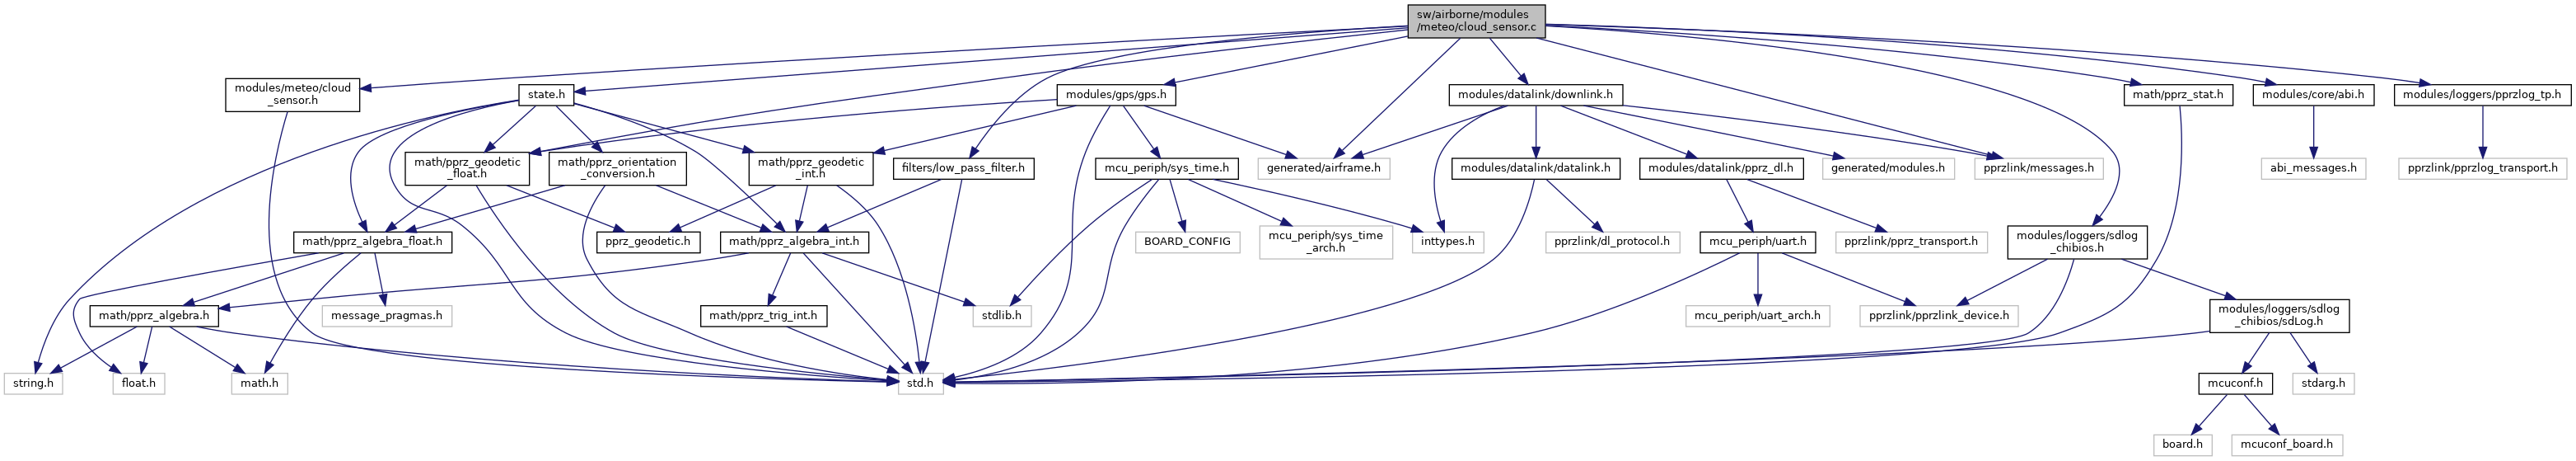 sw/airborne/modules
/meteo/cloud_sensor.c
modules/meteo/cloud
_sensor.h
state.h
modules/gps/gps.h
modules/datalink/downlink.h
math/pprz_stat.h
modules/core/abi.h
modules/loggers/pprzlog_tp.h
math/pprz_geodetic
_float.h
math/pprz_orientation
_conversion.h
math/pprz_geodetic
_int.h
filters/low_pass_filter.h
mcu_periph/sys_time.h
generated/airframe.h
modules/datalink/datalink.h
modules/datalink/pprz_dl.h
generated/modules.h
pprzlink/messages.h
abi_messages.h
pprzlink/pprzlog_transport.h
math/pprz_algebra_float.h
pprz_geodetic.h
math/pprz_algebra_int.h
BOARD_CONFIG
mcu_periph/sys_time
_arch.h
inttypes.h
pprzlink/dl_protocol.h
mcu_periph/uart.h
pprzlink/pprz_transport.h
modules/loggers/sdlog
_chibios.h
math/pprz_algebra.h
message_pragmas.h
math/pprz_trig_int.h
stdlib.h
mcu_periph/uart_arch.h
pprzlink/pprzlink_device.h
modules/loggers/sdlog
_chibios/sdLog.h
string.h
float.h
math.h
std.h
mcuconf.h
stdarg.h
board.h
mcuconf_board.h